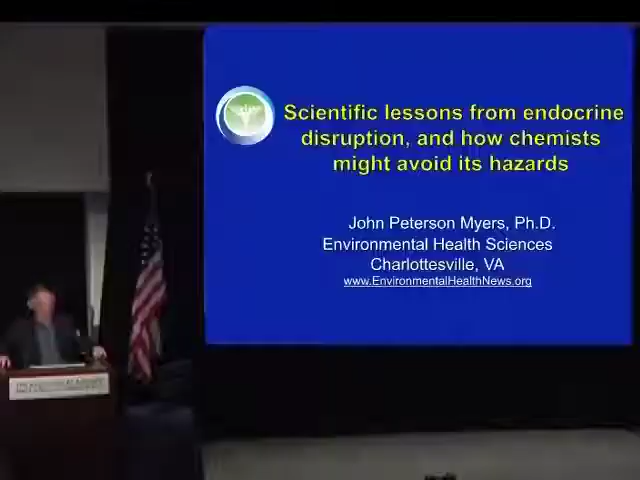 Scientific lessons from endocrine
disruption, and how chemists
might avoid its hazards
John Peterson Myers, Ph.D.
Environmental Health Sciences
Charlottesville, VA
www.EnvironmentalHealthNews.org